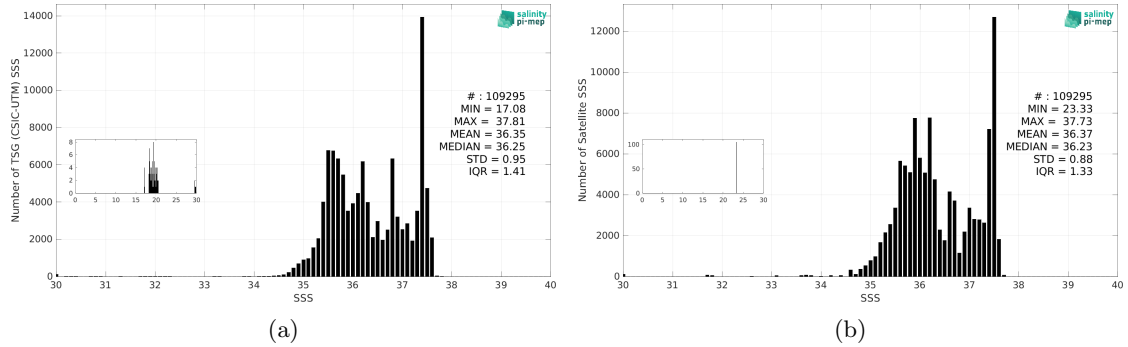 salinity
pi-mep
Number of TSG (CSIC-UTM) SSS
14000
12000
10000
8000
6000
4000
2000
0
# : 109295
MIN = 17.08
MAX = 37.81
MEAN = 36.35
MEDIAN = 36.25
STD = 0.95
IQR = 1.41
8
6
4
2
0
0 5 10 15 20 25 30
30 31 32 33 34 35 36 37 38 39 40
SSS
(a)
salinity
pi-mep
Number of Satellite SSS
12000
10000
8000
6000
4000
2000
0
# : 109295
MIN = 23.33
MAX = 37.73
MEAN = 36.37
MEDIAN = 36.23
STD = 0.88
IQR = 1.33
100
50
0
0 5 10 15 20 25 30
30 31 32 33 34 35 36 37 38 39 40
SSS
(b)